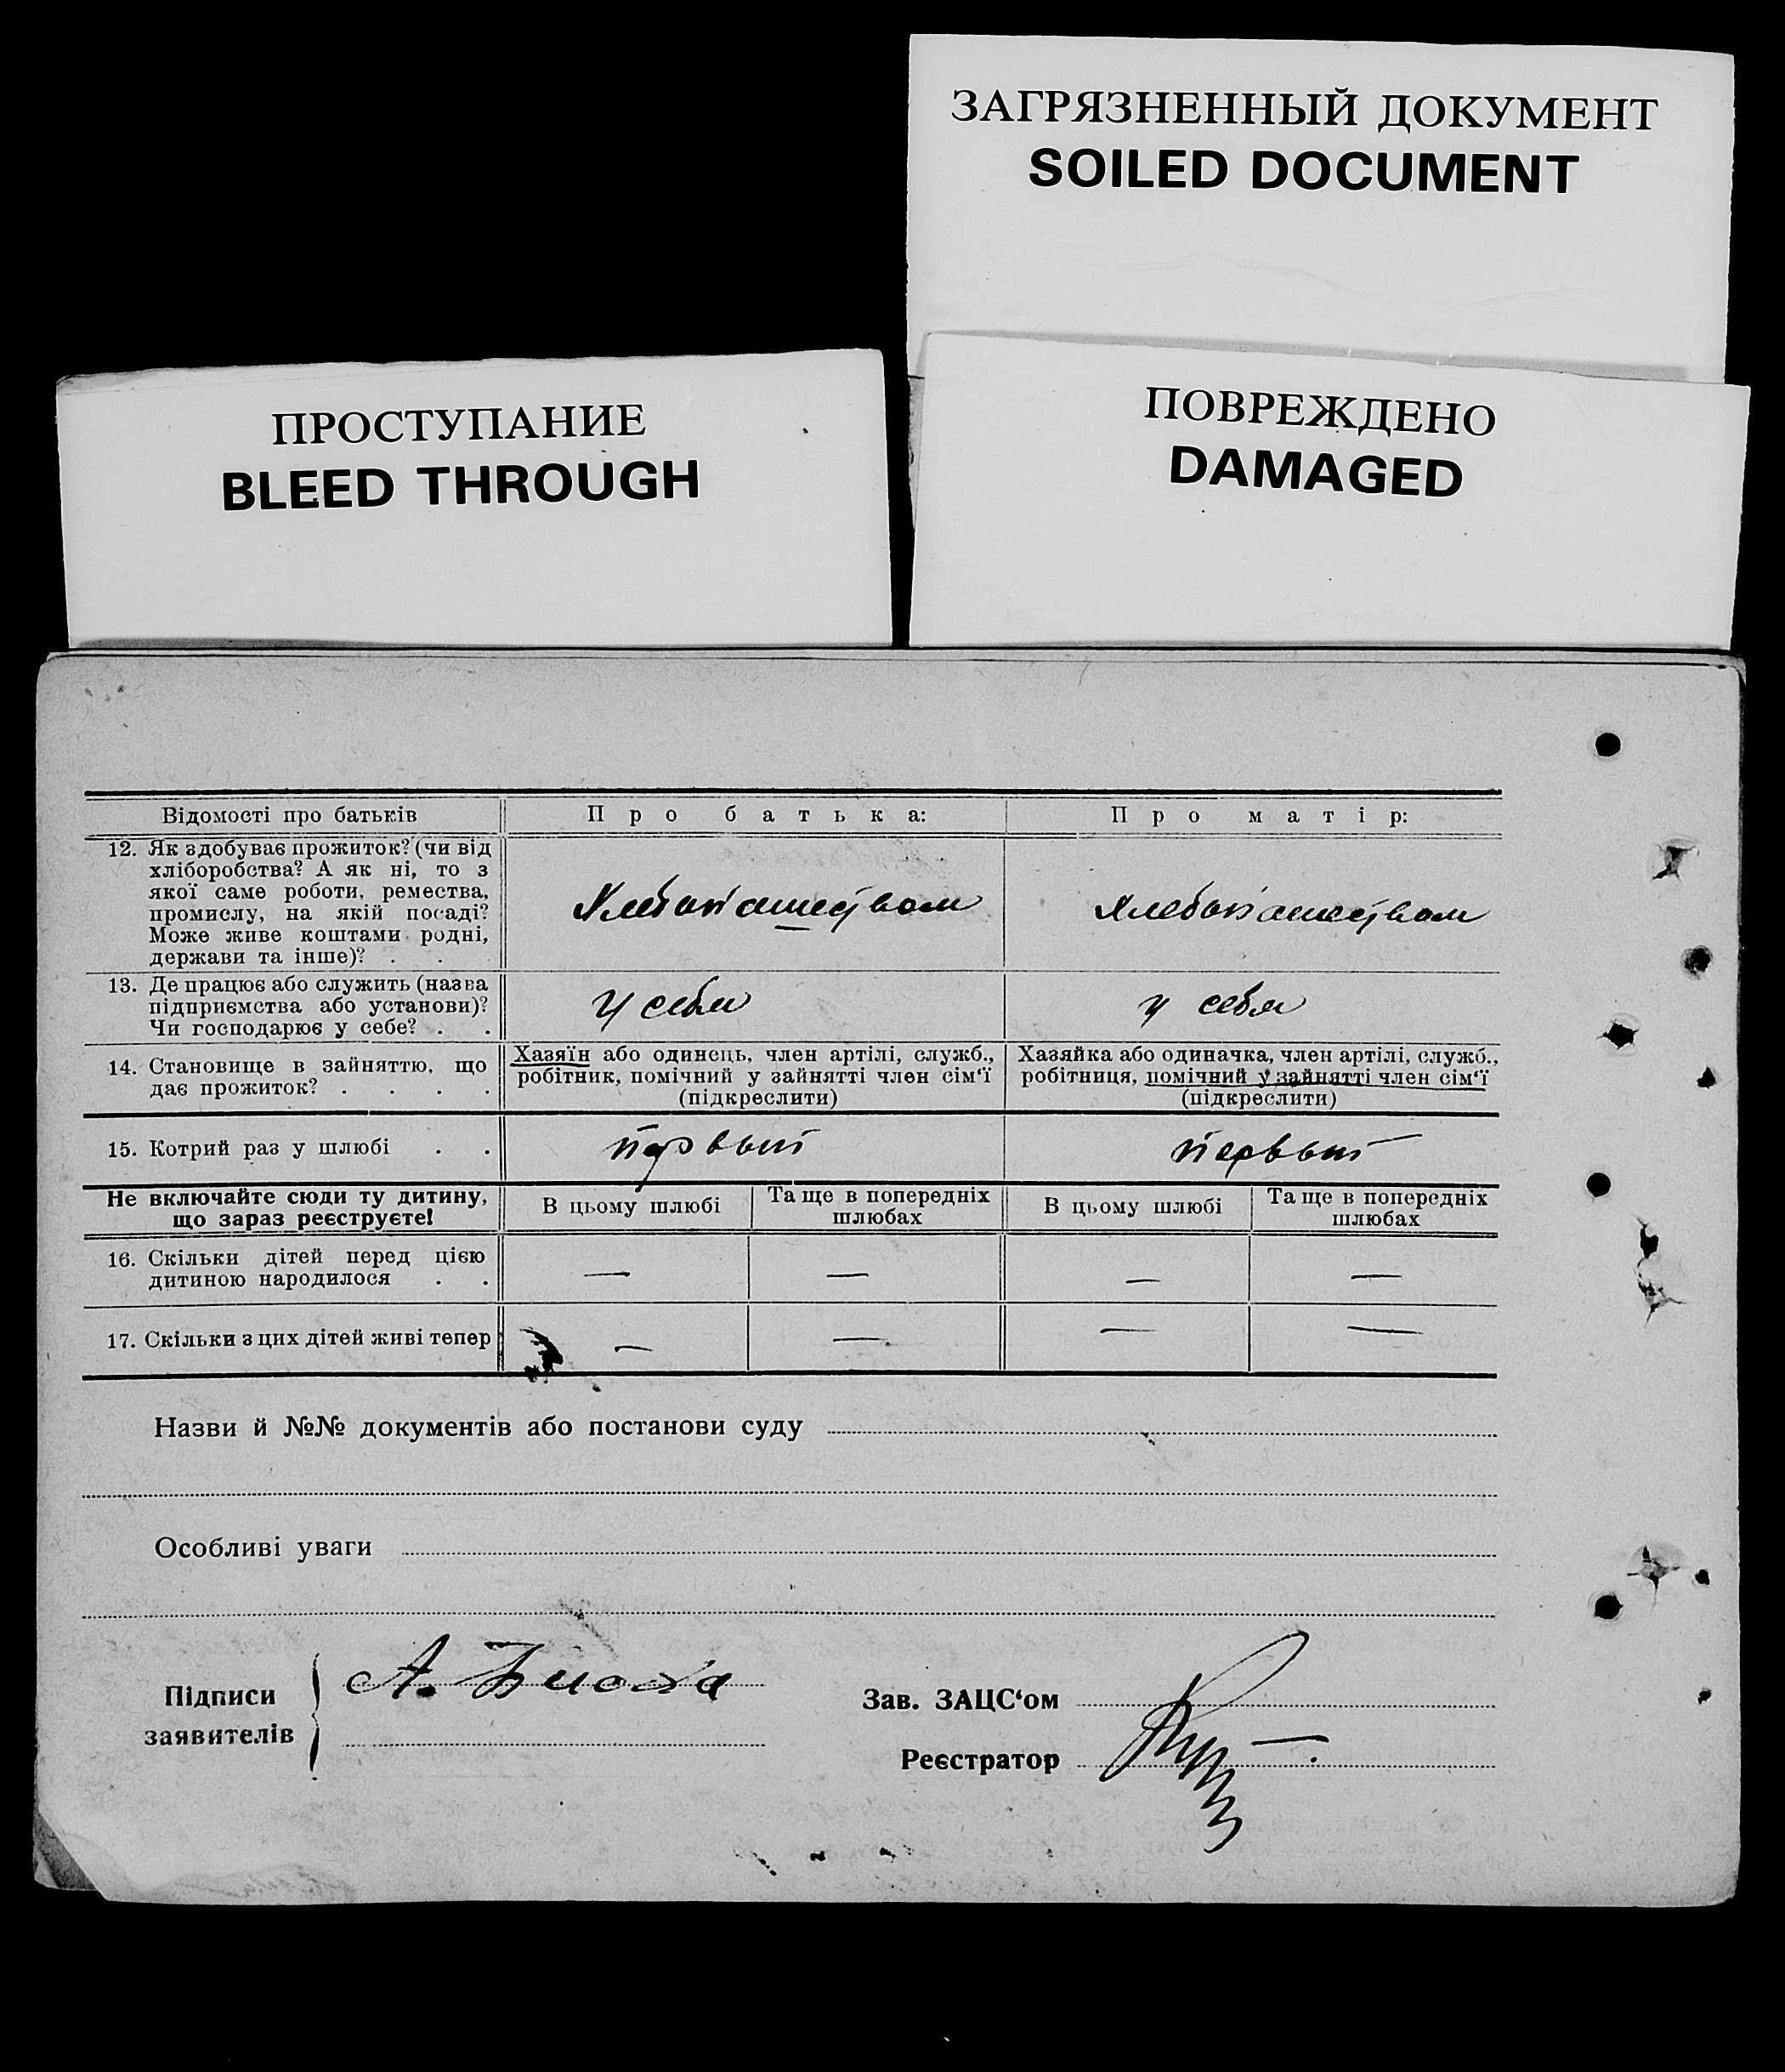 ЗАГРЯЗНЕННЫЙ ДОКУМЕНТ
SOILED DOCUMENT
ПРОСТУПАНИЕ
BLEED THROUGH
ПОВРЕЖДЕНО
DAMAGED
Відомості про батьків
Про батька:
Про матір:
12. Як здобуває прожиток? (чи від
хліборобства? А як ні, то з
якої саме роботи, ремества,
промислу, на якій посаді?
Може живе коштами родні,
держави та інше)? . .
Хлебопашеством
Хлебопашеством
13. Де працює або служить (назва
підприємства або установи)?
Чи господарює у себе? . .
У себя
у себя
14. Становище в зайняттю, що
дає прожиток? . . . .
Хазяїн або одинець, член артілі, служб.,
робітник, помічний у зайнятті член сім‘ї
(підкреслити)
Хазяйка або одиначка, член артілі, служб.,
робітниця, помічний у зайнятті член сім‘ї
(підкреслити)
15. Котрий раз у шлюбі . .
первый
первый
Не включайте сюди ту дитину,
що зараз реєструєте!
В цьому шлюбі
Та ще в попередніх
шлюбах
В цьому шлюбі
Та ще в попередніх
шлюбах
16. Скільки дітей перед цією
дитиною народилося . .
— — — —
17. Скільки з цих дітей живі тепер
— — — —
Назви й №№ документів або постанови суду
Особливі уваги
Підписи
заявителів
А.
Зав. ЗАЦС‘ом
Реєстратор